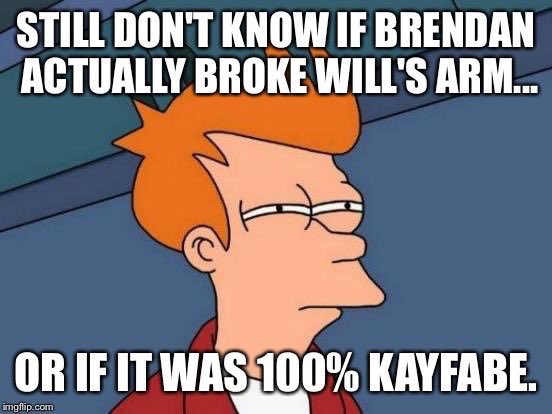 STILL DON'T KNOW IF BRENDAN
ACTUALLY BROKE WILL'S ARM...
OR IF IT WAS 100% KAYFABE.
imgflip.com